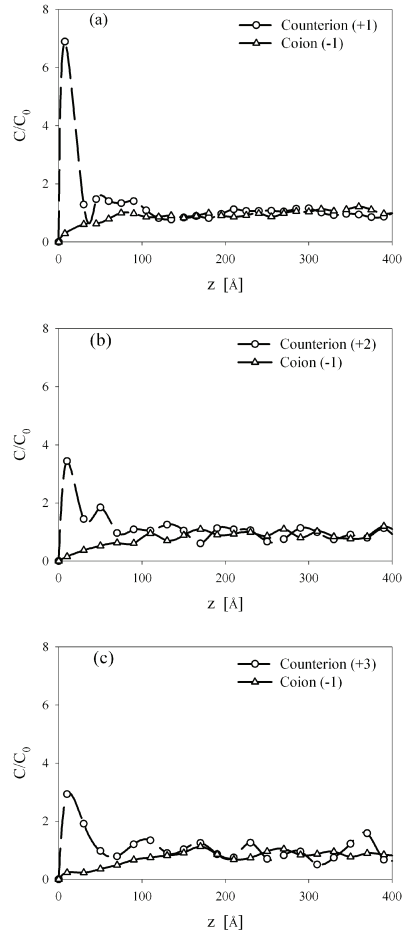 (a)
Counterion (+1)
Coion (-1)
C/C0
8
6
4
2
0
0 100 200 300 400
z [Å]
(b)
Counterion (+2)
Coion (-1)
C/C0
8
6
4
2
0
0 100 200 300 400
z [Å]
(c)
Counterion (+3)
Coion (-1)
C/C0
8
6
4
2
0
0 100 200 300 400
z [Å]